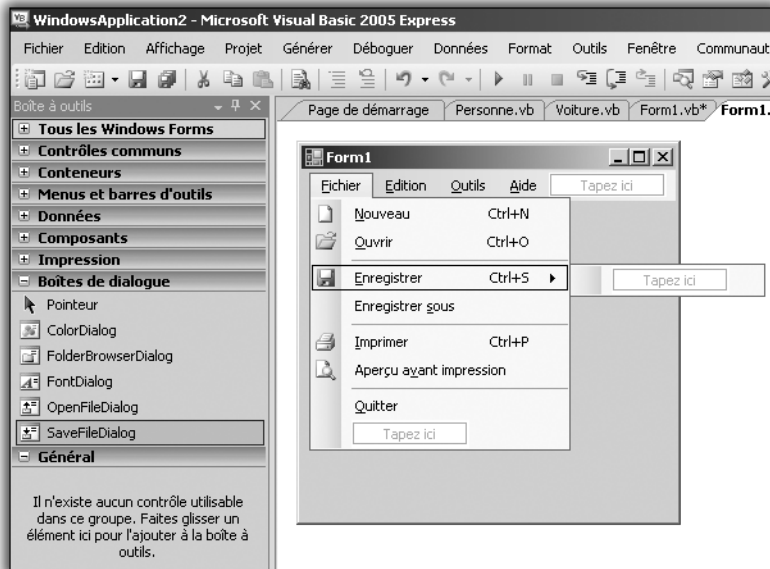 WindowsApplication2 - Microsoft Visual Basic 2005 Express
Fichier Edition Affichage Projet Générer Déboguer Données Format Outils Fenêtre Communaut
Boîte à outils
Page de démarrage Personne.vb Voiture.vb Form1.vb* Form1.
Tous les Windows Forms
Contrôles communs
Conteneurs
Menus et barres d'outils
Données
Composants
Impression
Boîtes de dialogue
Pointeur
ColorDialog
FolderBrowserDialog
FontDialog
OpenFileDialog
SaveFileDialog
Général
Il n'existe aucun contrôle utilisable
dans ce groupe. Faites glisser un
élément ici pour l'ajouter à la boîte à
outils.
Form1
Fichier Edition Outils Aide Tapez ici
Nouveau Ctrl+N
Ouvrir Ctrl+O
Enregistrer Ctrl+S Tapez ici
Enregistrer sous
Imprimer Ctrl+P
Aperçu avant impression
Quitter
Tapez ici